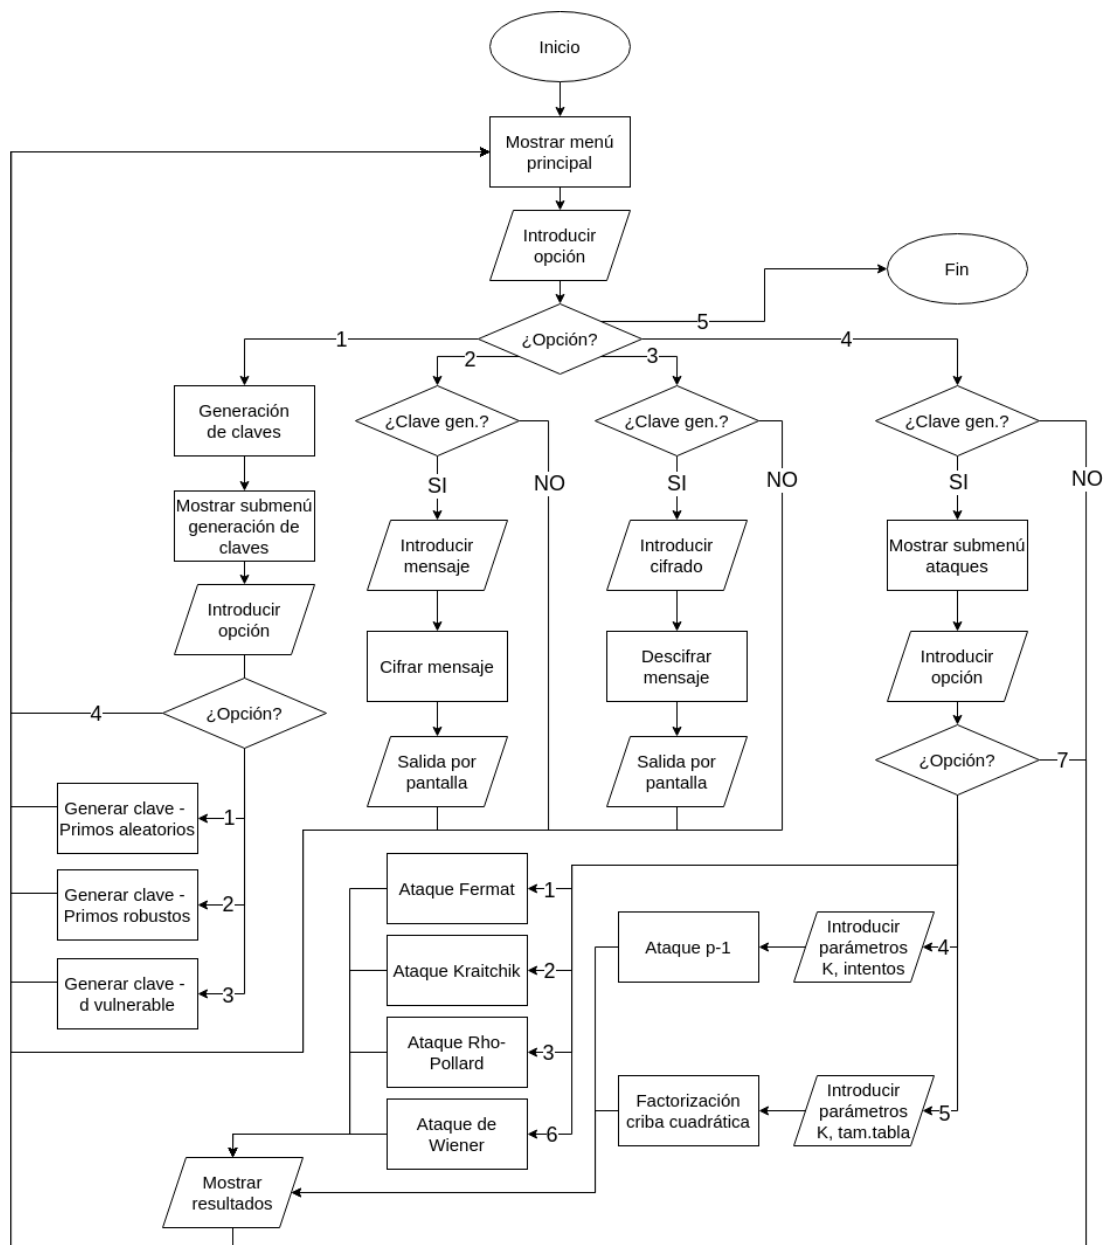 Inicio
Mostrar menú
principal
Introducir
opción
Fin
¿Opción?
5
1
2
3
4
Generación
de claves
¿Clave gen.?
¿Clave gen.?
¿Clave gen.?
SI
NO
SI
NO
SI
NO
Mostrar submenú
generación de
claves
Introducir
mensaje
Introducir
cifrado
Mostrar submenú
ataques
Introducir
opción
Cifrar mensaje
Descifrar
mensaje
Introducir
opción
4
¿Opción?
Salida por
pantalla
Salida por
pantalla
¿Opción?
7
Generar clave -
Primos aleatorios
1
Generar clave -
Primos robustos
2
Generar clave -
d vulnerable
3
Ataque Fermat
1
Ataque Kraitchik
2
Ataque Rho-
Pollard
3
Ataque de
Wiener
6
Ataque p-1
Introducir
parámetros
K, intentos
4
Factorización
criba cuadrática
Introducir
parámetros
K, tam.tabla
5
Mostrar
resultados